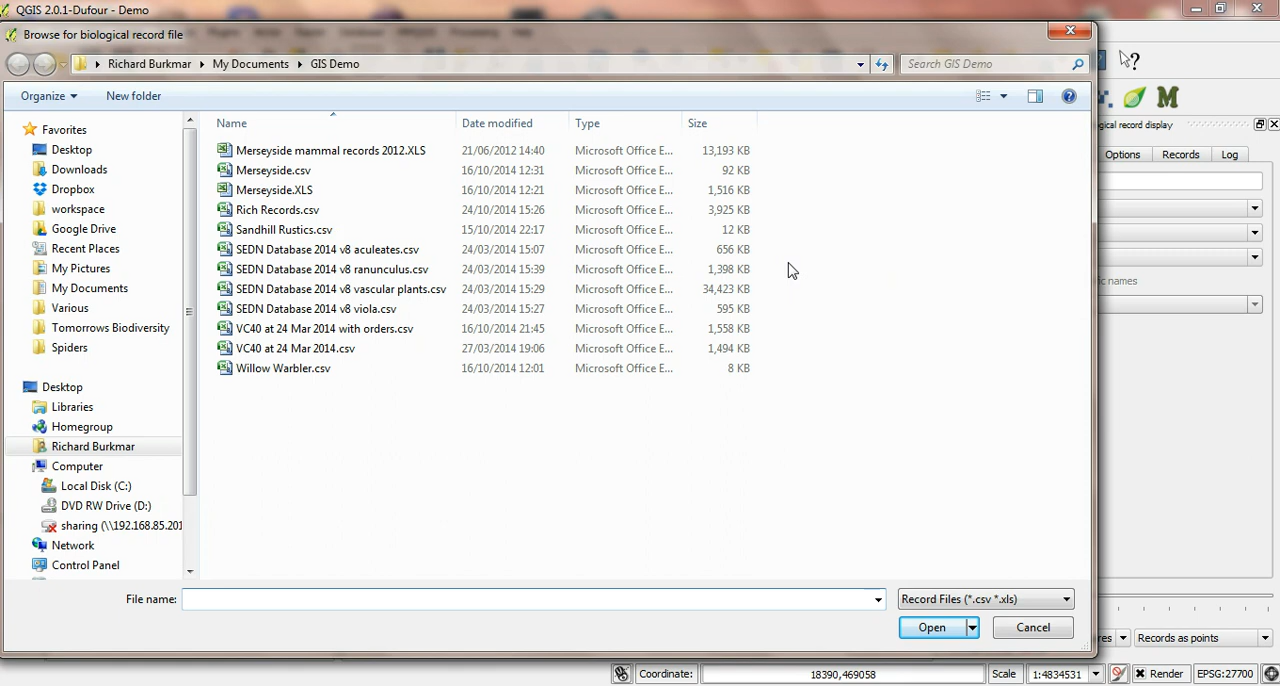 QGIS 2.0.1-Dufour - Demo
Browse for biological record file
Richard Burkmar
My Documents
GIS Demo
Search GIS Demo
Organize
New folder
Name
Date modified
Type
Size
Favorites
Desktop
Downloads
Dropbox
workspace
Google Drive
Recent Places
My Pictures
My Documents
Various
Tomorrows Biodiversity
Spiders
Desktop
Libraries
Homegroup
Richard Burkmar
Computer
Local Disk (C:)
DVD RW Drive (D:)
sharing (\\192.168.85.201
Network
Control Panel
Merseyside mammal records 2012.XLS 21/06/2012 14:40 Microsoft Office E... 13,193 KB
Merseyside.csv 16/10/2014 12:31 Microsoft Office E... 92 KB
Merseyside.XLS 16/10/2014 12:21 Microsoft Office E... 1,516 KB
Rich Records.csv 24/10/2014 15:26 Microsoft Office E... 3,925 KB
Sandhill Rustics.csv 15/10/2014 22:17 Microsoft Office E... 12 KB
SEDN Database 2014 v8 aculeates.csv 24/03/2014 15:07 Microsoft Office E... 656 KB
SEDN Database 2014 v8 ranunculus.csv 24/03/2014 15:39 Microsoft Office E... 1,398 KB
SEDN Database 2014 v8 vascular plants.csv 24/03/2014 15:29 Microsoft Office E... 34,423 KB
SEDN Database 2014 v8 viola.csv 24/03/2014 15:27 Microsoft Office E... 595 KB
VC40 at 24 Mar 2014 with orders.csv 16/10/2014 21:45 Microsoft Office E... 1,558 KB
VC40 at 24 Mar 2014.csv 27/03/2014 19:06 Microsoft Office E... 1,494 KB
Willow Warbler.csv 16/10/2014 12:01 Microsoft Office E... 8 KB
File name:
Record Files (*.csv *.xls)
Open
Cancel
M
gical record display
Options
Records
Log
ic names
res
Records as points
Coordinate:
18390,469058
Scale
1:4834531
Render
EPSG:27700